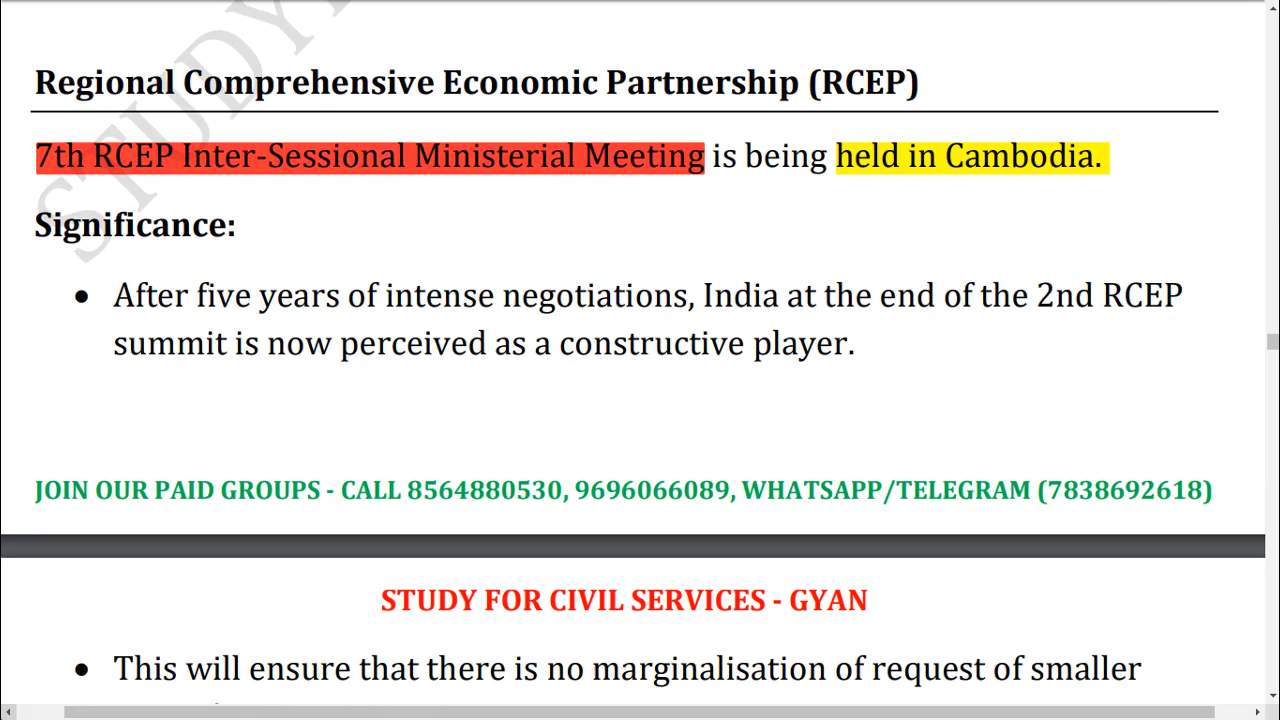 STUDY
Regional Comprehensive Economic Partnership (RCEP)
7th RCEP Inter-Sessional Ministerial Meeting is being held in Cambodia.
Significance:
• After five years of intense negotiations, India at the end of the 2nd RCEP
summit is now perceived as a constructive player.
JOIN OUR PAID GROUPS - CALL 8564880530, 9696066089, WHATSAPP/TELEGRAM (7838692618)
STUDY FOR CIVIL SERVICES - GYAN
• This will ensure that there is no marginalisation of request of smaller